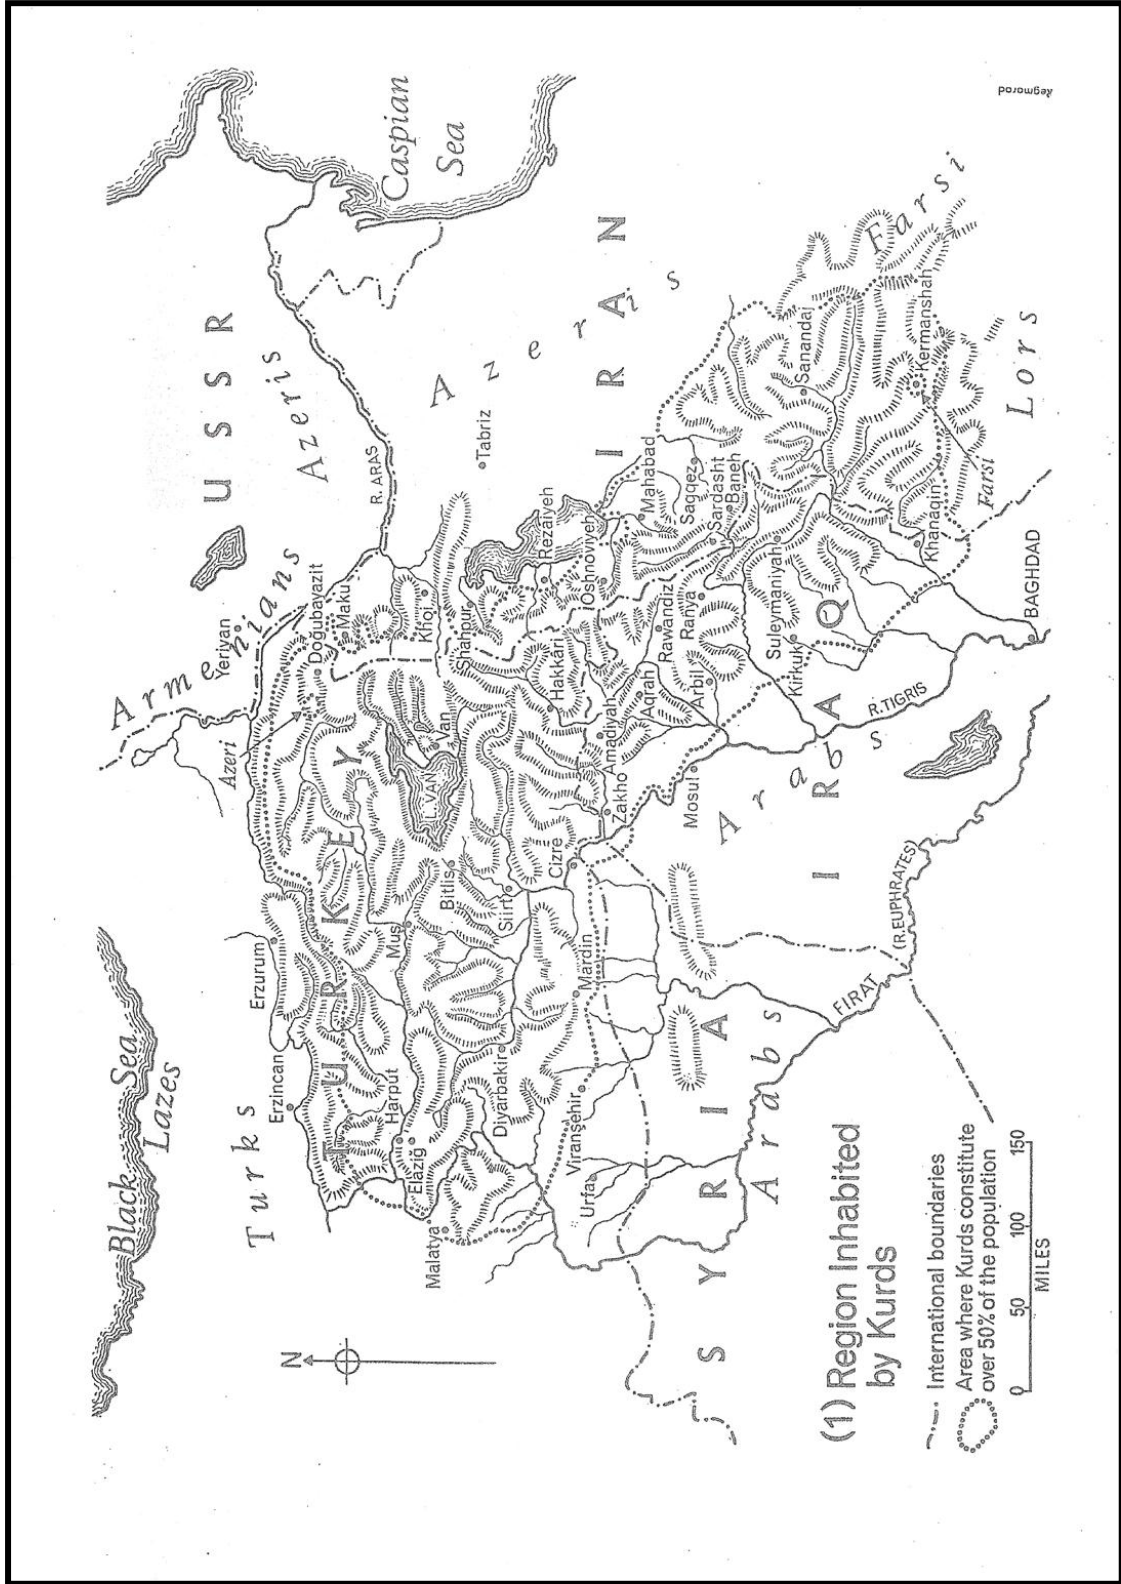 Black Sea
Lazes
Turks
Armenians
Azeri
Yeriyan
USSR
Azeris
Caspian
Sea
R. ARAS
Erzincan
Erzurum
Doğubayazit
Maku
Khoj
Tabriz
Azeris
TURKEY
Harput
Elaziğ
Malatya
Mus
Bitlis
L. VAN
Van
Shahpur
Rezaiyeh
Oshnoviyeh
Diyarbakir
Siirt
Hakkari
Viranşehir
Urfa
Mardin
Cizre
Zakho
Amadiyah
Aqrah
Rawandiz
Ranya
Arbil
Mosul
Mahabad
Saqqez
Sardasht
Baneh
IRAN
Sanandaj
Suleymaniyah
Kirkuk
Khanaqin
Kermanshah
Farsi
Farsi
Lors
SYRIA
Arabs
Arabs
IRAQ
R. TIGRIS
FIRAT
(R. EUPHRATES)
BAGHDAD
N
(1) Region Inhabited
by Kurds
International boundaries
Area where Kurds constitute
over 50% of the population
0 50 100 150
MILES
Regmarad